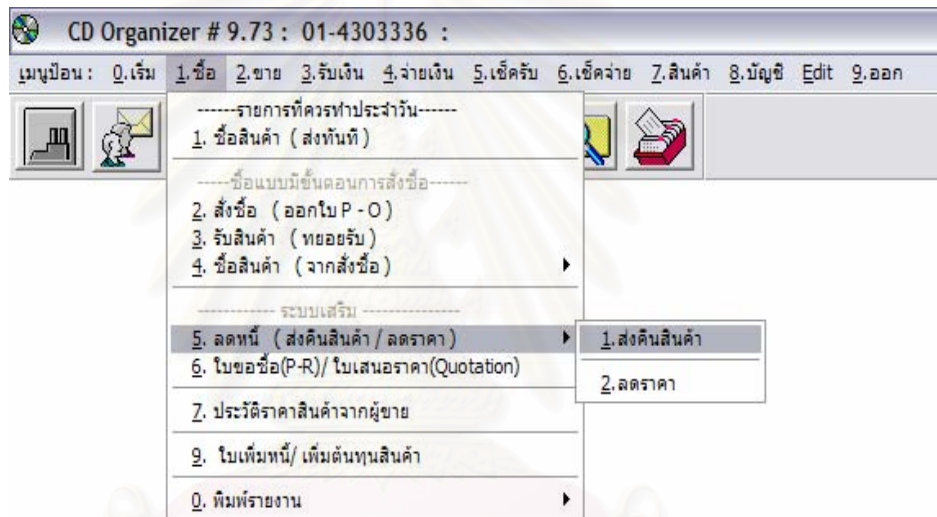 CD Organizer # 9.73 : 01-4303336 :
เมนูป้อน : 0.เริ่ม 1.ซื้อ 2.ขาย 3.รับเงิน 4.จ่ายเงิน 5.เช็ครับ 6.เช็คจ่าย 7.สินค้า 8.บัญชี Edit 9.ออก
------รายการที่ควรทำประจำวัน------
1. ซื้อสินค้า ( ส่งทันที )
-----ซื้อแบบมีขั้นตอนการสั่งซื้อ------
2. สั่งซื้อ ( ออกใบ P - O )
3. รับสินค้า ( ทยอยรับ )
4. ซื้อสินค้า ( จากสั่งซื้อ )
------------ ระบบเสริม ---------------
5. ลดหนี้ ( ส่งคืนสินค้า / ลดราคา )
1.ส่งคืนสินค้า
6. ใบขอซื้อ(P-R)/ ใบเสนอราคา(Quotation)
2.ลดราคา
7. ประวัติราคาสินค้าจากผู้ขาย
9. ใบเพิ่มหนี้/ เพิ่มต้นทุนสินค้า
0. พิมพ์รายงาน